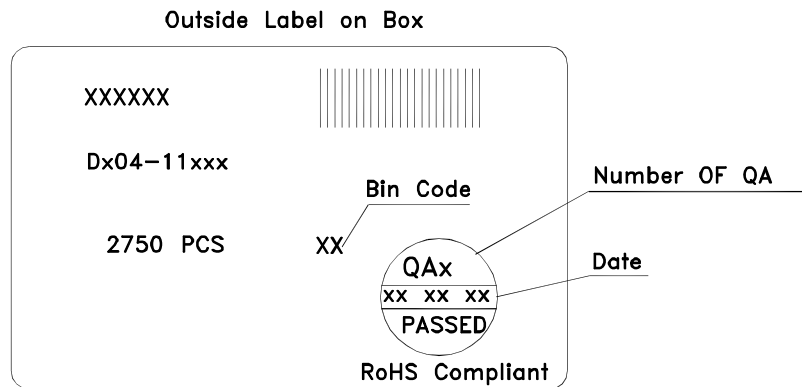 Outside Label on Box
XXXXXX
Dx04-11xxx
Bin Code
Number OF QA
2750 PCS
XX
QAx
Date
xx xx xx
PASSED
RoHS Compliant